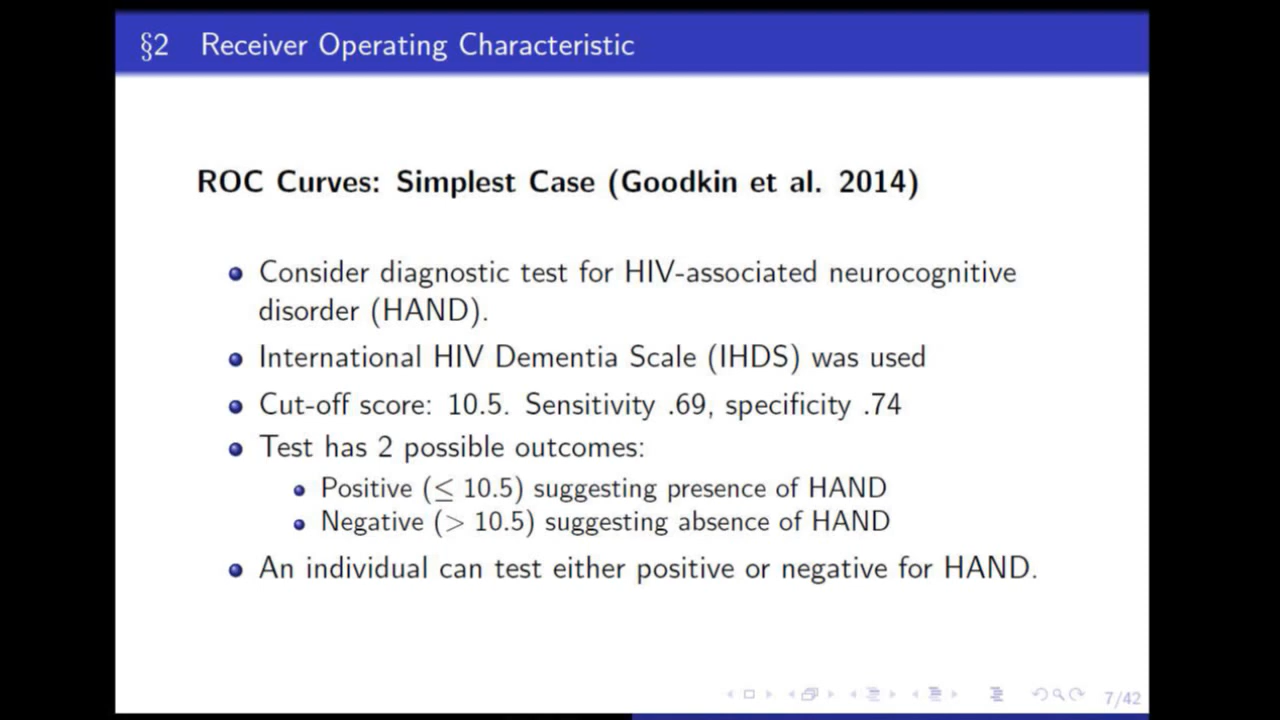 §2 Receiver Operating Characteristic
ROC Curves: Simplest Case (Goodkin et al. 2014)
Consider diagnostic test for HIV-associated neurocognitive
disorder (HAND).
International HIV Dementia Scale (IHDS) was used
Cut-off score: 10.5. Sensitivity .69, specificity .74
Test has 2 possible outcomes:
Positive (≤ 10.5) suggesting presence of HAND
Negative (> 10.5) suggesting absence of HAND
An individual can test either positive or negative for HAND.
7/42